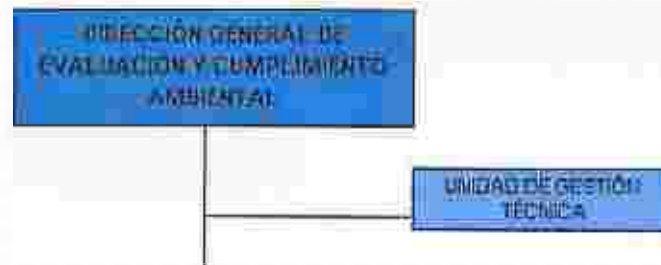 DIRECCIÓN GENERAL DE
EVALUACIÓN Y CUMPLIMIENTO
AMBIENTAL
UNIDAD DE GESTIÓN
TÉCNICA